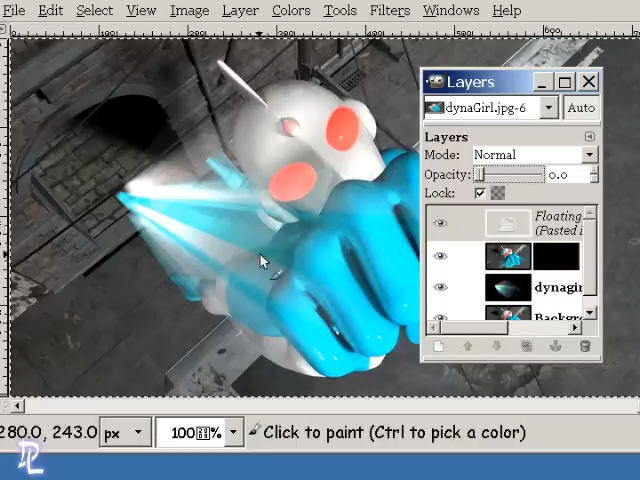 File Edit Select View Image Layer Colors Tools Filters Windows Help
Layers
dynaGirl.jpg-6 Auto
Layers
Mode: Normal
Opacity: 0.0
Lock:
Floating
(Pasted
dynagir
280.0, 243.0 px 100 % Click to paint (Ctrl to pick a color)
DL